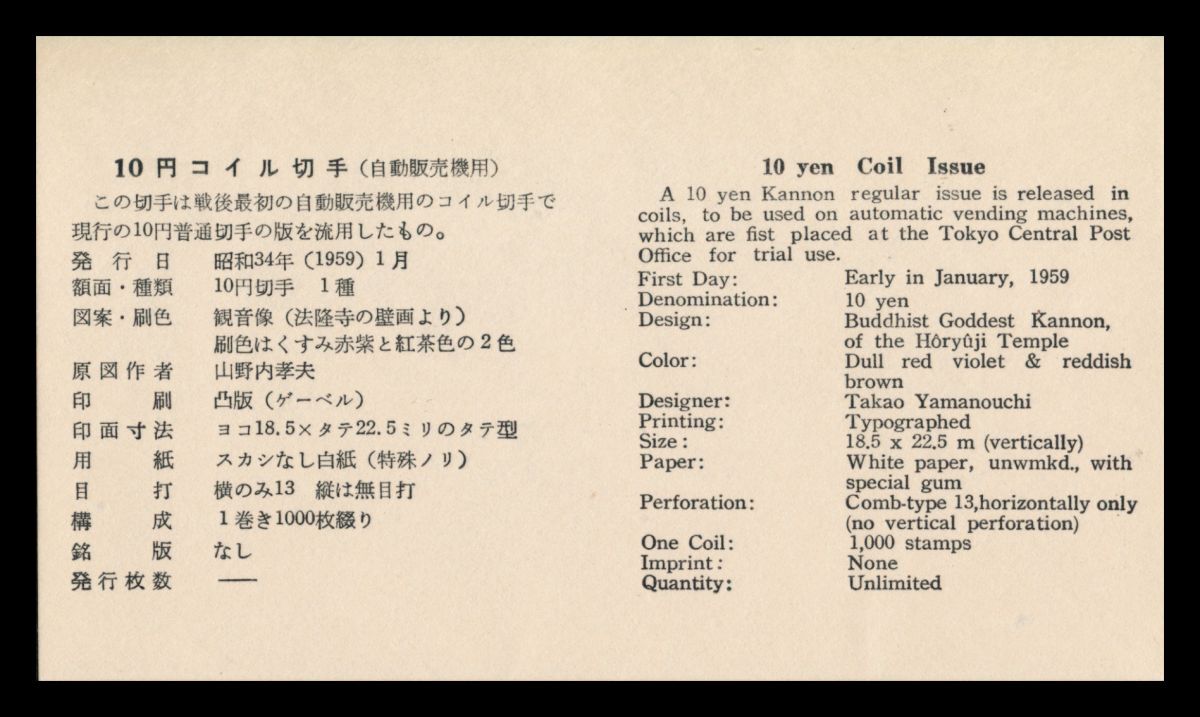 10円コイル切手（自動販売機用）
この切手は戦後最初の自動販売機用のコイル切手で
現行の10円普通切手の版を流用したもの。
発行日 昭和34年（1959）1月
額面・種類 10円切手 1種
図案・刷色 観音像（法隆寺の壁画より）
刷色はくすみ赤紫と紅茶色の2色
原図作者 山野内孝夫
印刷 凸版（ゲーベル）
印面寸法 ヨコ18.5×タテ22.5ミリのタテ型
用紙 スカシなし白紙（特殊ノリ）
目打 横のみ13 縦は無目打
構成 1巻き1000枚綴り
銘版 なし
発行枚数 ——
10 yen Coil Issue
A 10 yen Kannon regular issue is released in
coils, to be used on automatic vending machines,
which are fist placed at the Tokyo Central Post
Office for trial use.
First Day: Early in January, 1959
Denomination: 10 yen
Design: Buddhist Goddest Kannon,
of the Hôryûji Temple
Color: Dull red violet & reddish
brown
Designer: Takao Yamanouchi
Printing: Typographed
Size: 18.5 x 22.5 m (vertically)
Paper: White paper, unwmkd., with
special gum
Perforation: Comb-type 13,horizontally only
(no vertical perforation)
One Coil: 1,000 stamps
Imprint: None
Quantity: Unlimited